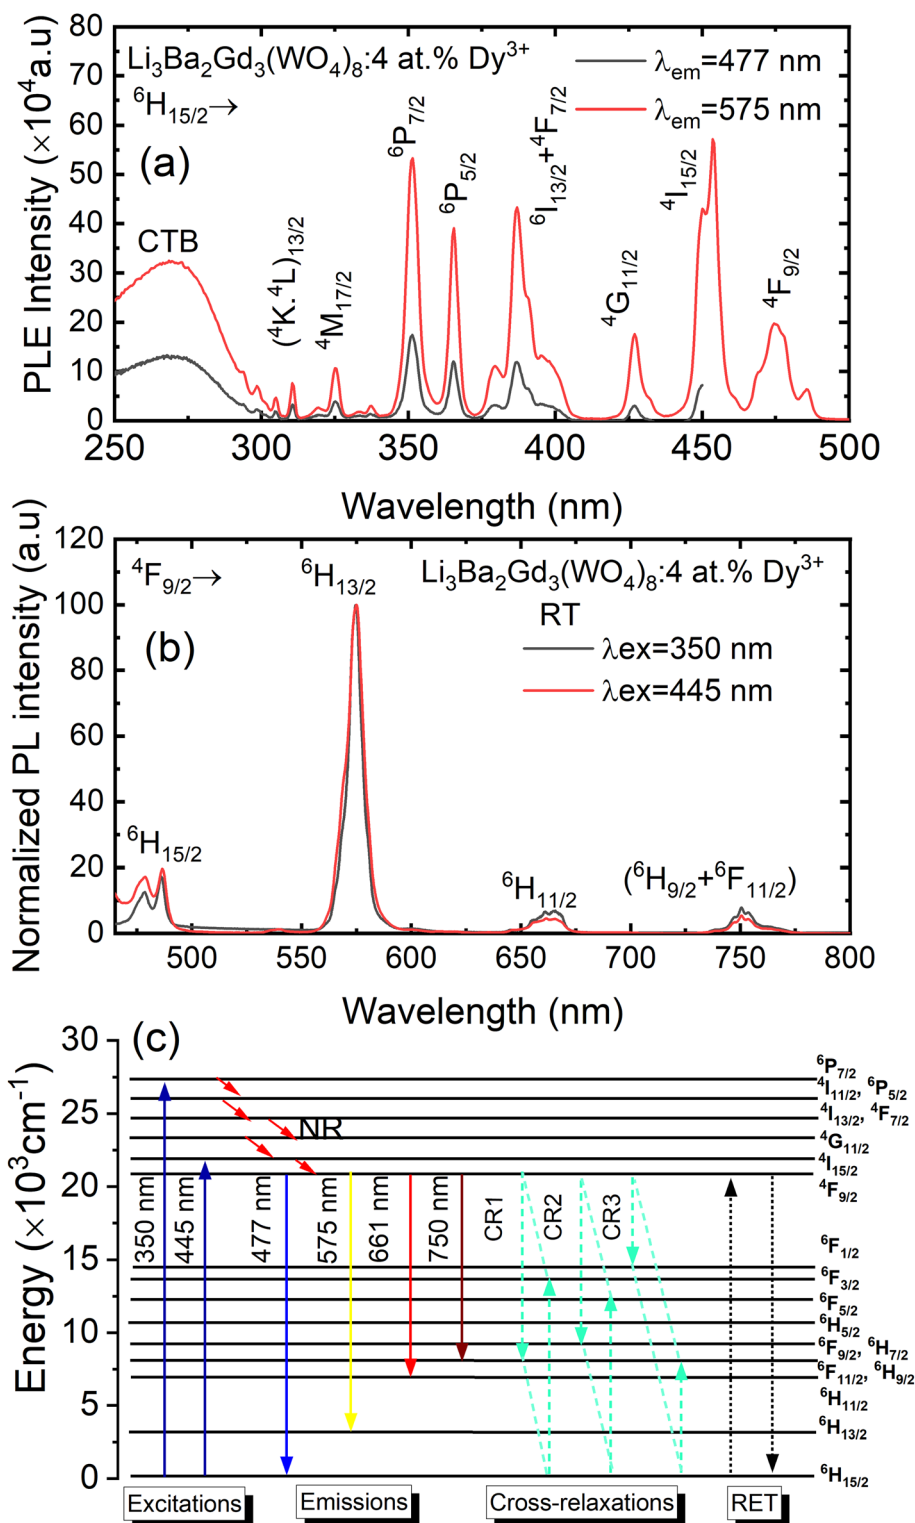 80
70
60
50
40
30
20
10
0
PLE Intensity (×10⁴a.u)
Li₃Ba₂Gd₃(WO₄)₈:4 at.% Dy³⁺
⁶H₁₅/₂→
(a)
λₑₘ=477 nm
λₑₘ=575 nm
CTB
(⁴K.⁴L)₁₃/₂
⁴M₁₇/₂
⁶P₇/₂
⁶P₅/₂
⁶I₁₃/₂+⁴F₇/₂
⁴G₁₁/₂
⁴I₁₅/₂
⁴F₉/₂
250 300 350 400 450 500
Wavelength (nm)
120
100
80
60
40
20
0
Normalized PL intensity (a.u)
⁴F₉/₂→
⁶H₁₃/₂
Li₃Ba₂Gd₃(WO₄)₈:4 at.% Dy³⁺
(b)
RT
λex=350 nm
λex=445 nm
⁶H₁₅/₂
⁶H₁₁/₂
(⁶H₉/₂+⁶F₁₁/₂)
500 550 600 650 700 750 800
Wavelength (nm)
(c)
30
25
20
15
10
5
0
Energy (×10³cm⁻¹)
NR
350 nm
445 nm
477 nm
575 nm
661 nm
750 nm
CR1
CR2
CR3
⁶P₇/₂
⁴I₁₁/₂, ⁶P₅/₂
⁴I₁₃/₂, ⁴F₇/₂
⁴G₁₁/₂
⁴I₁₅/₂
⁴F₉/₂
⁶F₁/₂
⁶F₃/₂
⁶F₅/₂
⁶H₅/₂
⁶F₉/₂, ⁶H₇/₂
⁶F₁₁/₂, ⁶H₉/₂
⁶H₁₁/₂
⁶H₁₃/₂
⁶H₁₅/₂
Excitations
Emissions
Cross-relaxations
RET